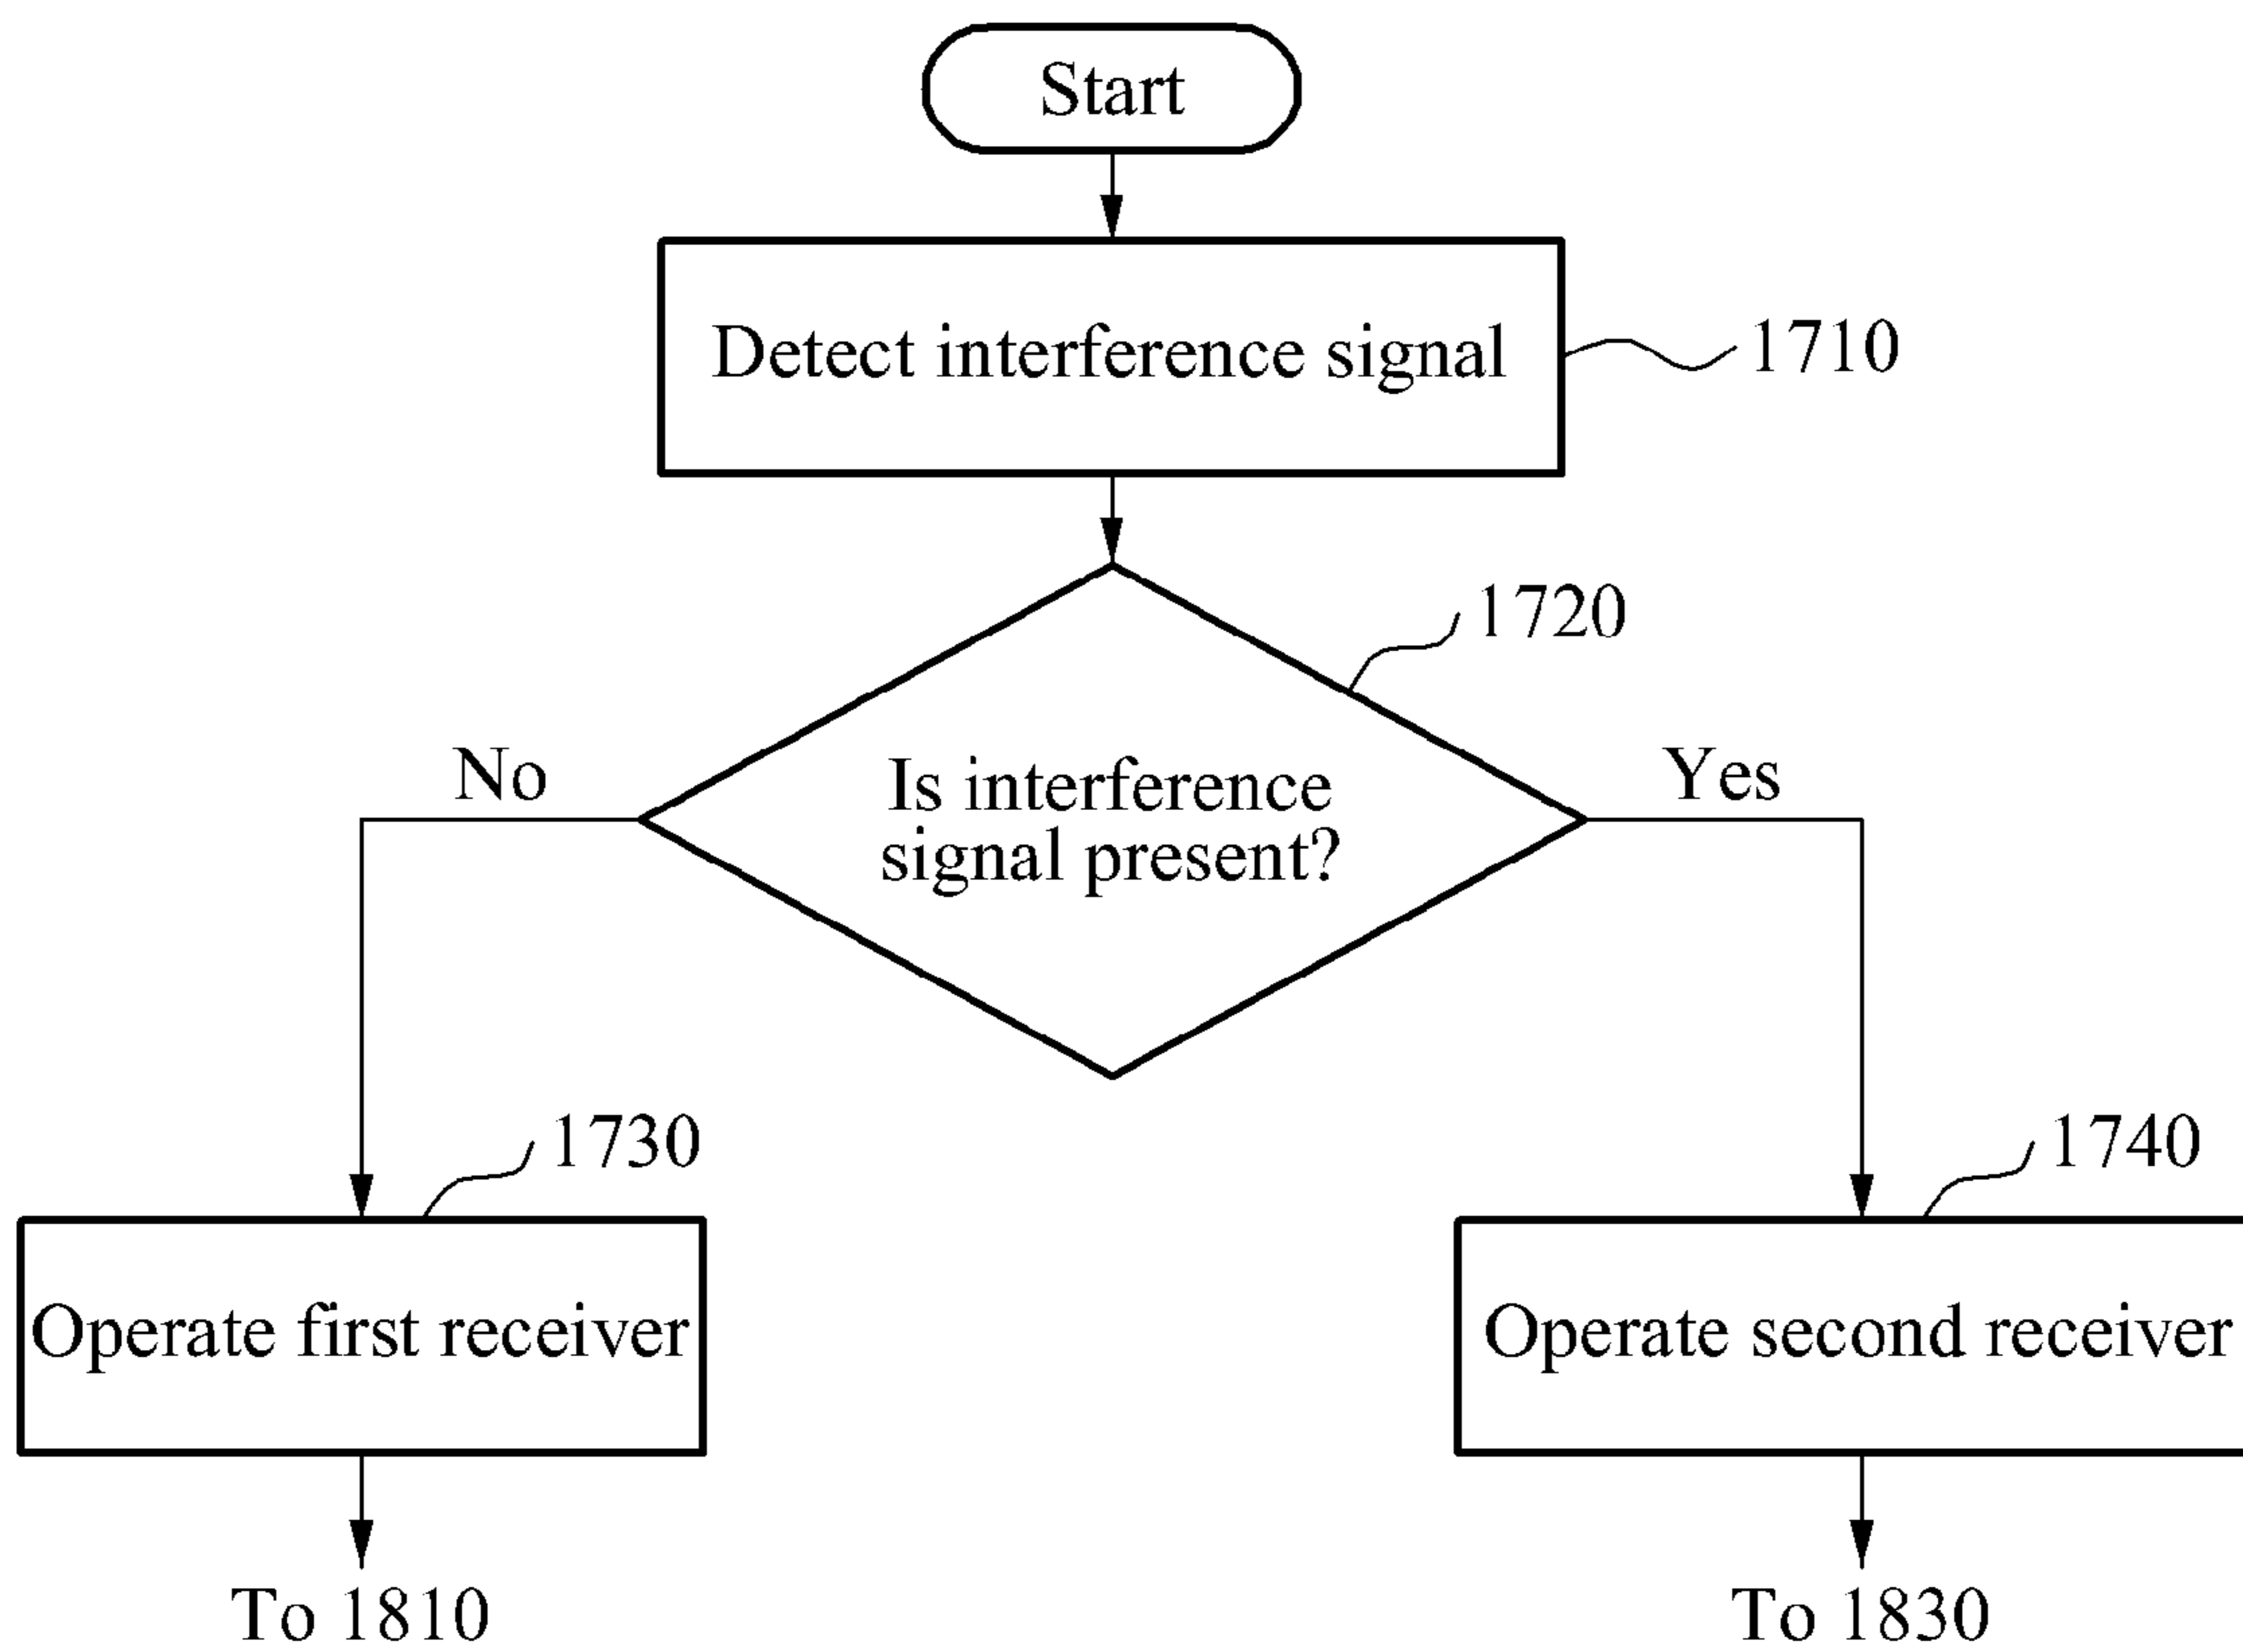 Start
Detect interference signal
1710
1720
No
Yes
Is interference
signal present?
1730
1740
Operate first receiver
Operate second receiver
To 1810
To 1830